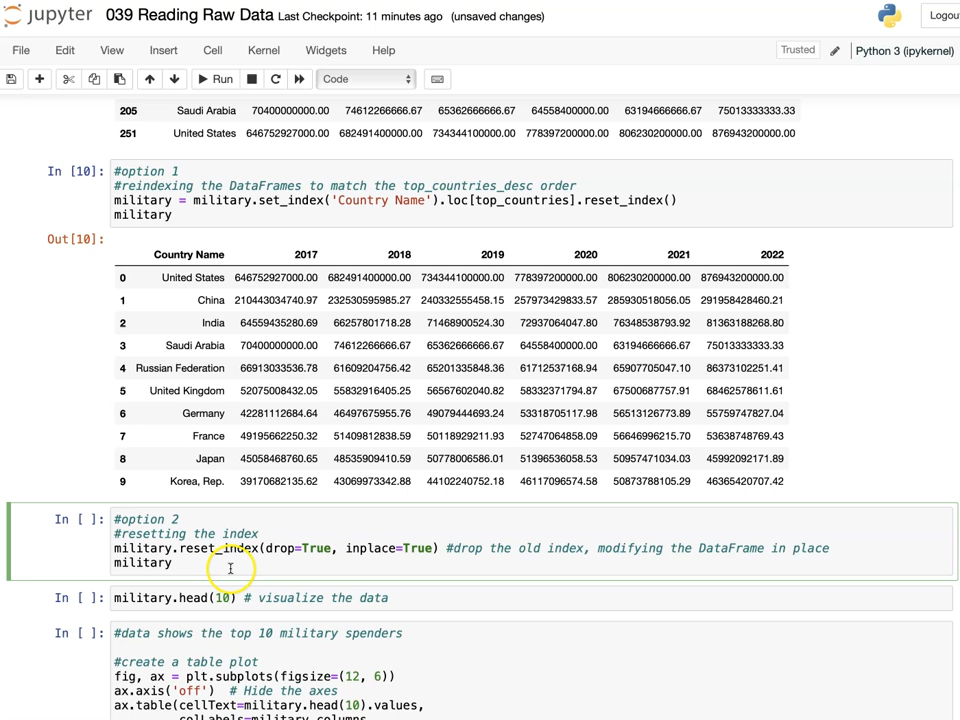 jupyter 039 Reading Raw Data Last Checkpoint: 11 minutes ago (unsaved changes) Logou
File Edit View Insert Cell Kernel Widgets Help Trusted Python 3 (ipykernel)
Run Code
205 Saudi Arabia 70400000000.00 74612266666.67 65362666666.67 64558400000.00 63194666666.67 75013333333.33
251 United States 646752927000.00 682491400000.00 734344100000.00 778397200000.00 806230200000.00 876943200000.00
In [10]: #option 1
#reindexing the DataFrames to match the top_countries_desc order
military = military.set_index('Country Name').loc[top_countries].reset_index()
military
Out[10]:
Country Name 2017 2018 2019 2020 2021 2022
0 United States 646752927000.00 682491400000.00 734344100000.00 778397200000.00 806230200000.00 876943200000.00
1 China 210443034740.97 232530595985.27 240332555458.15 257973429833.57 285930518056.05 291958428460.21
2 India 64559435280.69 66257801718.28 71468900524.30 72937064047.80 76348538793.92 81363188268.80
3 Saudi Arabia 70400000000.00 74612266666.67 65362666666.67 64558400000.00 63194666666.67 75013333333.33
4 Russian Federation 66913033536.78 61609204756.42 65201335848.36 61712537168.94 65907705047.10 86373102251.41
5 United Kingdom 52075008432.05 55832916405.25 56567602040.82 58332371794.87 67500687757.91 68462578611.61
6 Germany 42281112684.64 46497675955.76 49079444693.24 53318705117.98 56513126773.89 55759747827.04
7 France 49195662250.32 51409812838.59 50118929211.93 52747064858.09 56646996215.70 53638748769.43
8 Japan 45058468760.65 48535909410.59 50778006586.01 51396536058.53 50957471034.03 45992092171.89
9 Korea, Rep. 39170682135.62 43069973342.88 44102240752.18 46117096574.58 50873788105.29 46365420707.42
In [ ]: #option 2
#resetting the index
military.reset_index(drop=True, inplace=True) #drop the old index, modifying the DataFrame in place
military
In [ ]: military.head(10) # visualize the data
In [ ]: #data shows the top 10 military spenders
#create a table plot
fig, ax = plt.subplots(figsize=(12, 6))
ax.axis('off') # Hide the axes
ax.table(cellText=military.head(10).values,
colLabels=military.columns